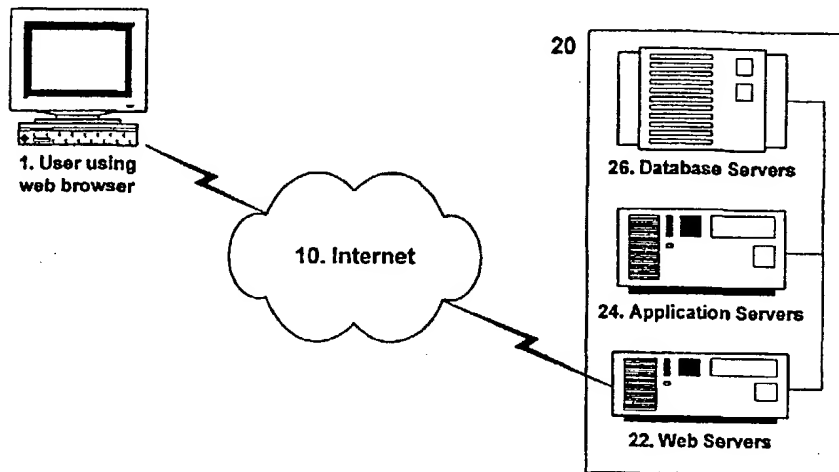 1. User using
web browser
10. Internet
20
26. Database Servers
24. Application Servers
22. Web Servers